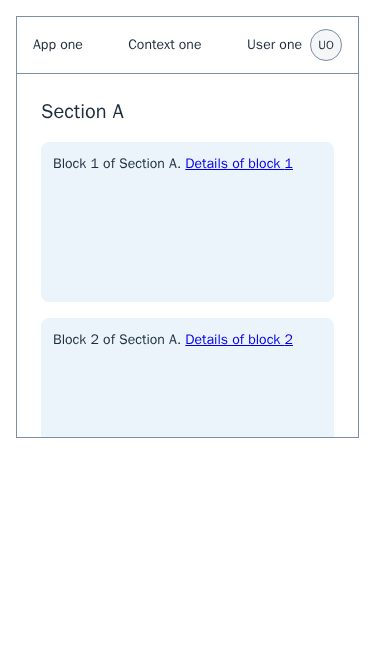 App one Context one User one UO
Section A
Block 1 of Section A. Details of block 1
Block 2 of Section A. Details of block 2